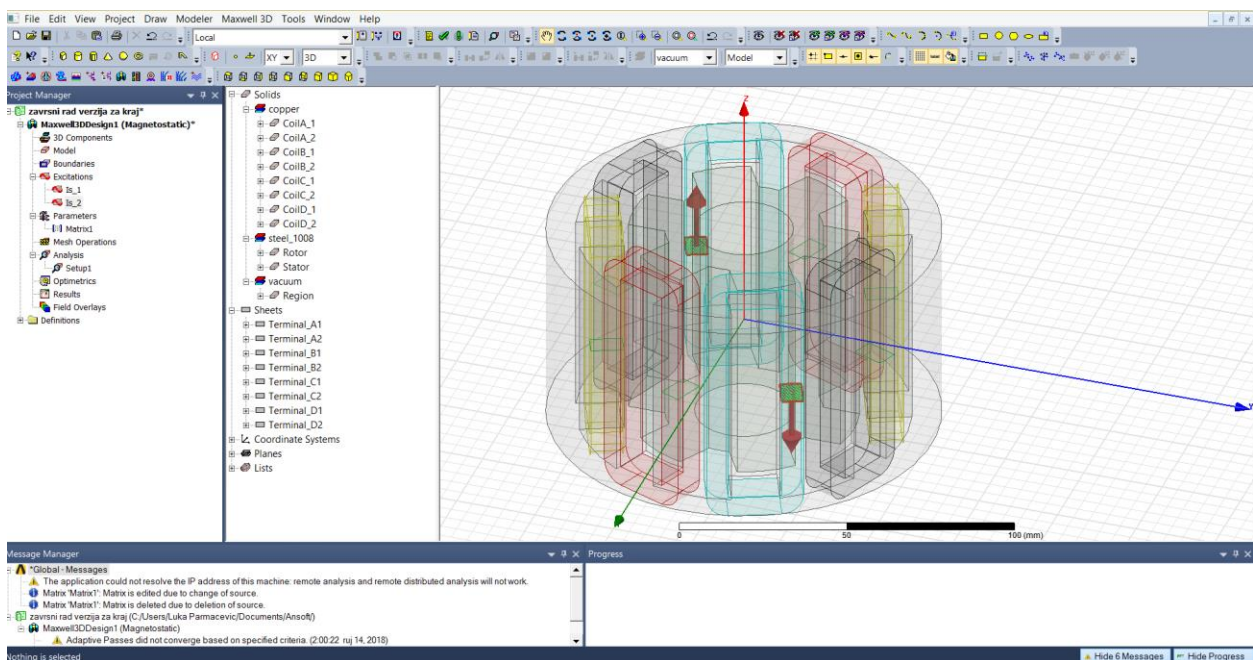 File Edit View Project Draw Modeler Maxwell 3D Tools Window Help
Local
XY
3D
vacuum
Model
Project Manager
zavrsni rad verzija za kraj*
Maxwell3DDesign1 (Magnetostatic)*
3D Components
Model
Boundaries
Excitations
Is_1
Is_2
Parameters
Matrix1
Mesh Operations
Analysis
Setup1
Optimetrics
Results
Field Overlays
Definitions
Solids
copper
CoilA_1
CoilA_2
CoilB_1
CoilB_2
CoilC_1
CoilC_2
CoilD_1
CoilD_2
steel_1008
Rotor
Stator
vacuum
Region
Sheets
Terminal_A1
Terminal_A2
Terminal_B1
Terminal_B2
Terminal_C1
Terminal_C2
Terminal_D1
Terminal_D2
Coordinate Systems
Planes
Lists
Z
0 50 100 (mm)
Message Manager
*Global - Messages
The application could not resolve the IP address of this machine: remote analysis and remote distributed analysis will not work.
Matrix 'Matrix1': Matrix is edited due to change of source.
Matrix 'Matrix1': Matrix is deleted due to deletion of source.
zavrsni rad verzija za kraj (C:/Users/Luka Parmacevic/Documents/Ansoft/)
Maxwell3DDesign1 (Magnetostatic)
Adaptive Passes did not converge based on specified criteria. (2:00:22 ruj 14, 2018)
Progress
Nothing is selected
Hide 6 Messages
Hide Progress